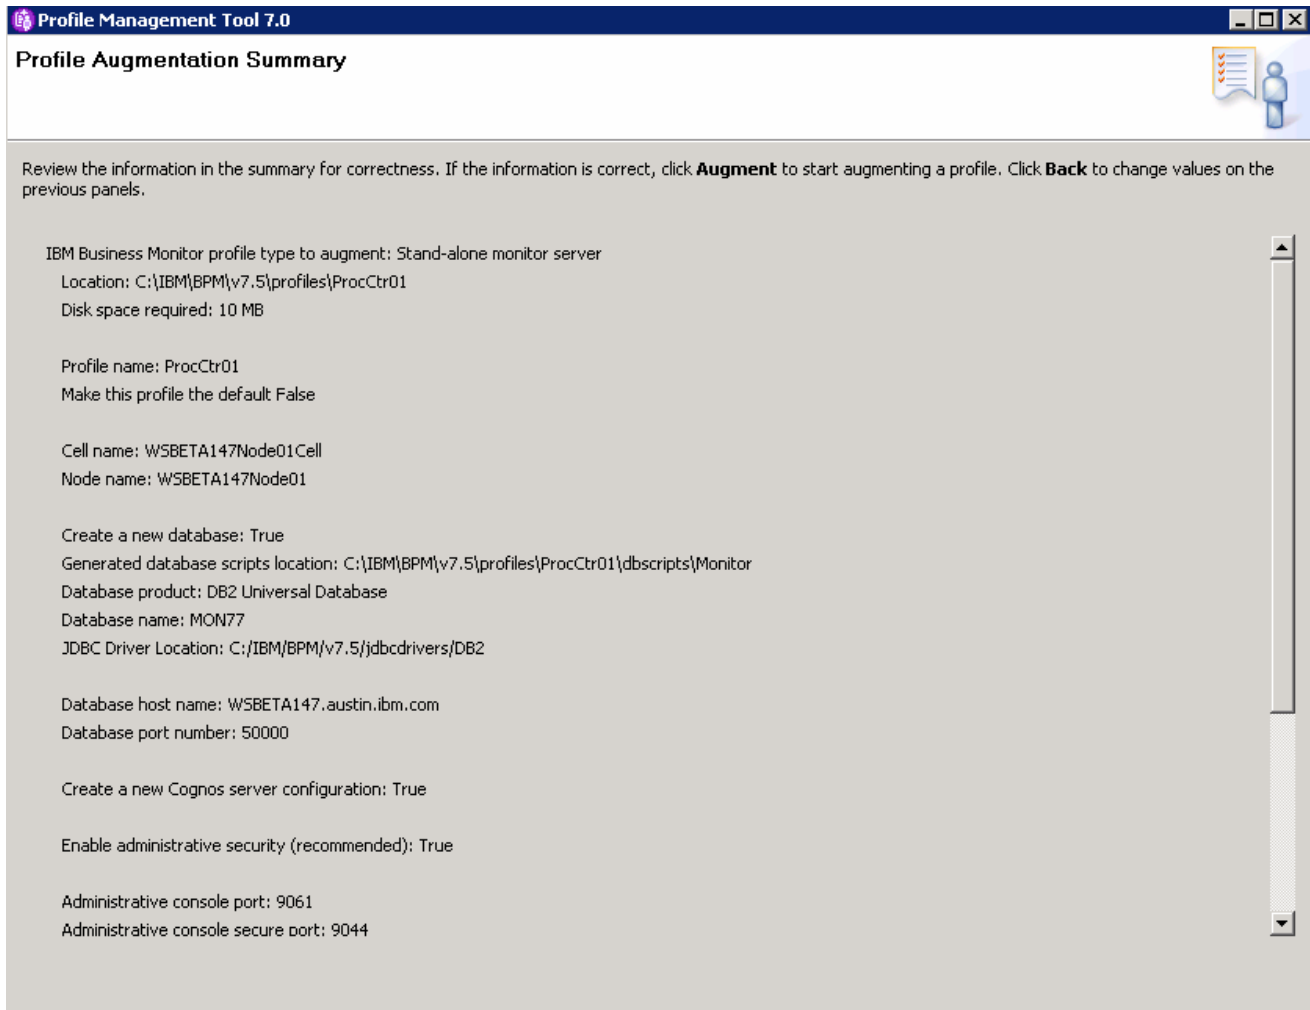 Profile Management Tool 7.0
Profile Augmentation Summary
Review the information in the summary for correctness. If the information is correct, click Augment to start augmenting a profile. Click Back to change values on the
previous panels.
IBM Business Monitor profile type to augment: Stand-alone monitor server
Location: C:\IBM\BPM\v7.5\profiles\ProcCtr01
Disk space required: 10 MB
Profile name: ProcCtr01
Make this profile the default False
Cell name: WSBETA147Node01Cell
Node name: WSBETA147Node01
Create a new database: True
Generated database scripts location: C:\IBM\BPM\v7.5\profiles\ProcCtr01\dbscripts\Monitor
Database product: DB2 Universal Database
Database name: MON77
JDBC Driver Location: C:/IBM/BPM/v7.5/jdbcdrivers/DB2
Database host name: WSBETA147.austin.ibm.com
Database port number: 50000
Create a new Cognos server configuration: True
Enable administrative security (recommended): True
Administrative console port: 9061
Administrative console secure port: 9044